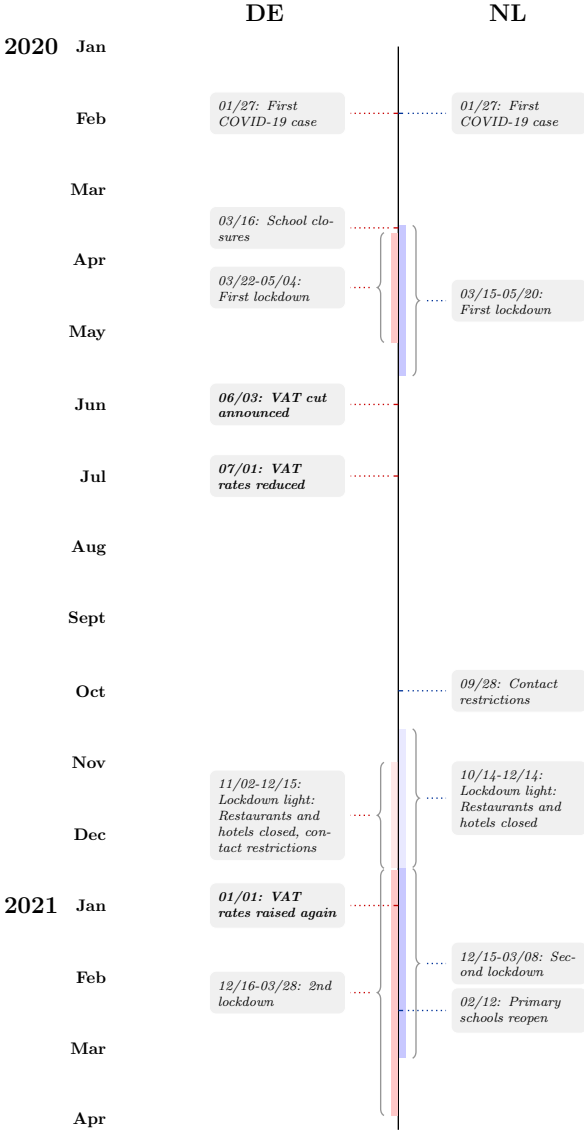 DE NL
2020 Jan
01/27: First
COVID-19 case
01/27: First
COVID-19 case
Feb
Mar
03/16: School clo-
sures
Apr
03/22-05/04:
First lockdown
03/15-05/20:
First lockdown
May
06/03: VAT cut
announced
Jun
07/01: VAT
rates reduced
Jul
Aug
Sept
09/28: Contact
restrictions
Oct
Nov
11/02-12/15:
Lockdown light:
Restaurants and
hotels closed, con-
tact restrictions
10/14-12/14:
Lockdown light:
Restaurants and
hotels closed
Dec
01/01: VAT
rates raised again
2021 Jan
12/15-03/08: Sec-
ond lockdown
Feb
12/16-03/28: 2nd
lockdown
02/12: Primary
schools reopen
Mar
Apr